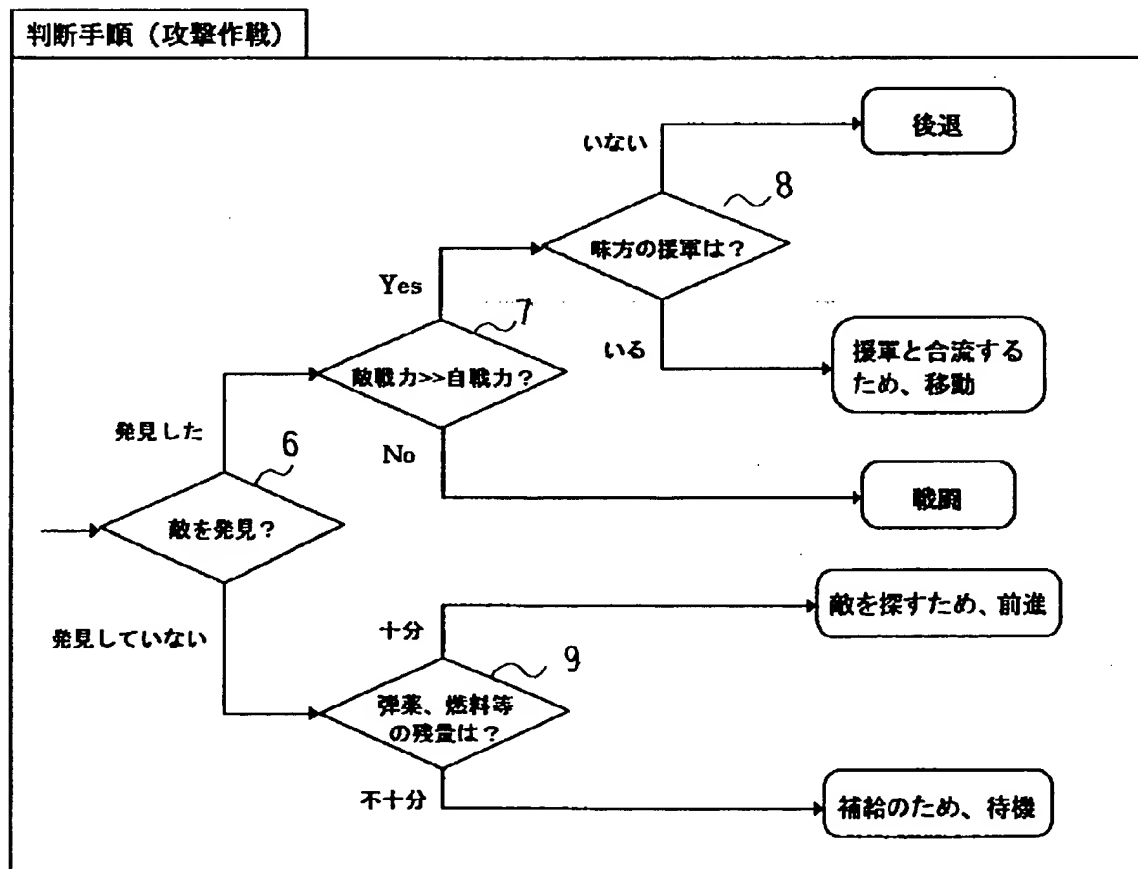 判断手順（攻撃作戦）
後退
いない
8
味方の援軍は？
Yes
7
いる
援軍と合流する
ため、移動
敵戦力>>自戦力？
発見した
6
No
戦闘
敵を発見？
敵を探すため、前進
発見していない
十分
9
弾薬、燃料等
の残量は？
不十分
補給のため、待機